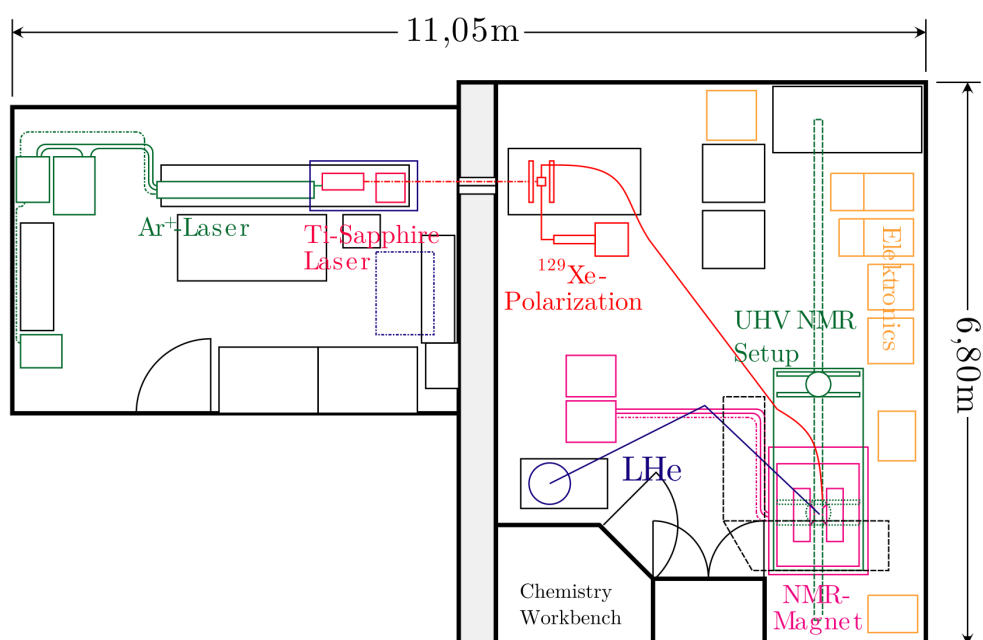 11,05m
Ar⁺-Laser
Ti-Sapphire
Laser
¹²⁹Xe-
Polarization
Elektronics
UHV NMR
Setup
6,80m
LHe
Chemistry
Workbench
NMR-
Magnet